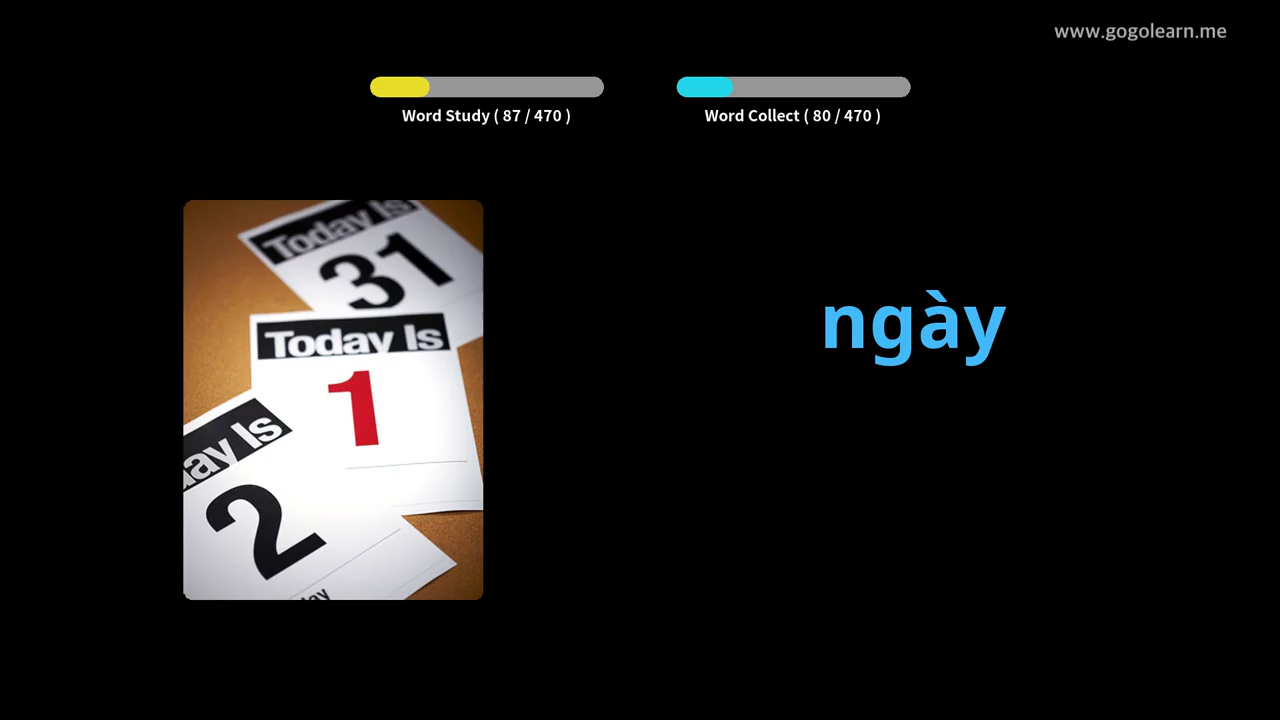 www.gogolearn.me
Word Study ( 87 / 470 )
Word Collect ( 80 / 470 )
Today Is
31
Today Is
1
ay Is
2
ngày